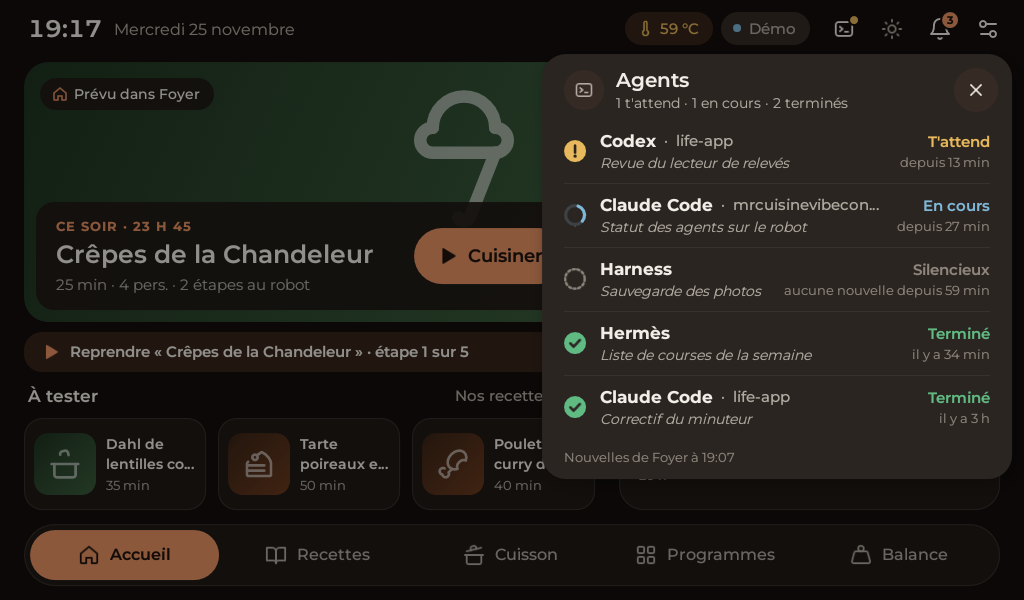 19:17 Mercredi 25 novembre
59 °C
Démo
3
Prévu dans Foyer
CE SOIR · 23 H 45
Crêpes de la Chandeleur
25 min · 4 pers. · 2 étapes au robot
Cuisiner
Reprendre « Crêpes de la Chandeleur » · étape 1 sur 5
À tester
Nos recette
Dahl de
lentilles co...
35 min
Tarte
poireaux e...
50 min
Poulet
curry d
40 min
Agents
1 t'attend · 1 en cours · 2 terminés
Codex · life-app
T'attend
Revue du lecteur de relevés
depuis 13 min
Claude Code · mrcuisinevibecon...
En cours
Statut des agents sur le robot
depuis 27 min
Harness
Silencieux
Sauvegarde des photos
aucune nouvelle depuis 59 min
Hermès
Terminé
Liste de courses de la semaine
il y a 34 min
Claude Code · life-app
Terminé
Correctif du minuteur
il y a 3 h
Nouvelles de Foyer à 19:07
Accueil
Recettes
Cuisson
Programmes
Balance